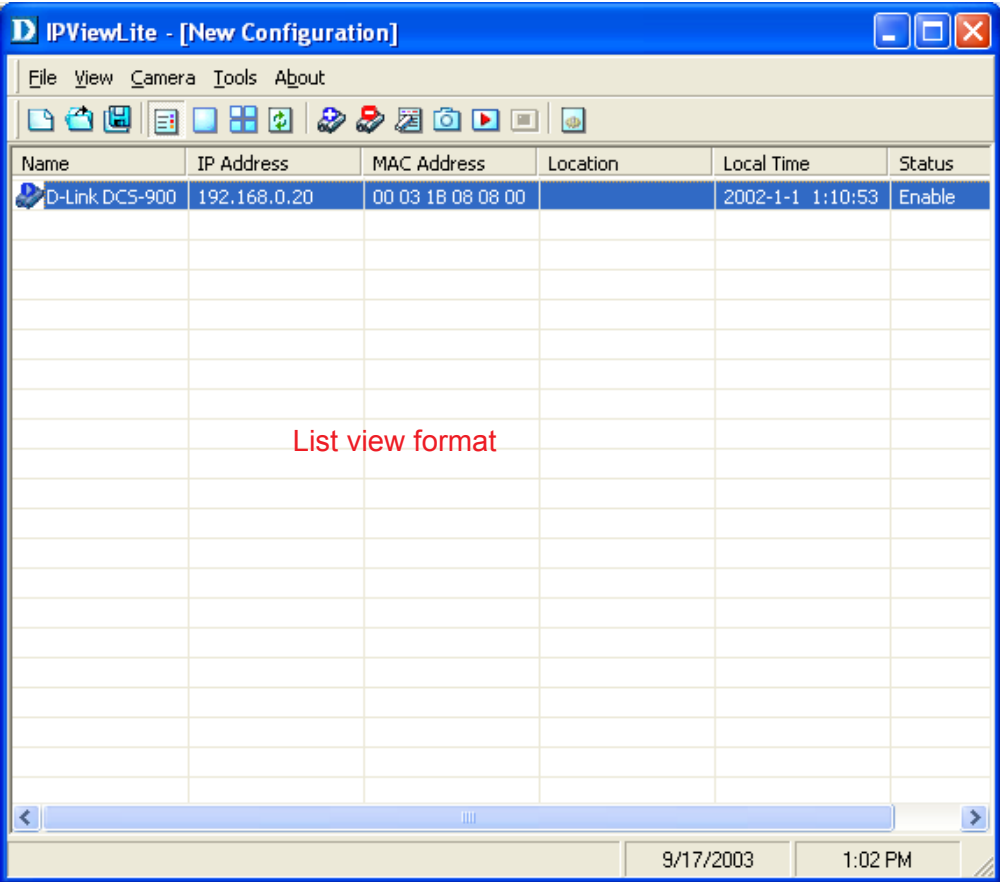 D IPViewLite - [New Configuration]
File View Camera Tools About
Name IP Address MAC Address Location Local Time Status
D-Link DCS-900 192.168.0.20 00 03 1B 08 08 00 2002-1-1 1:10:53 Enable
List view format
9/17/2003 1:02 PM